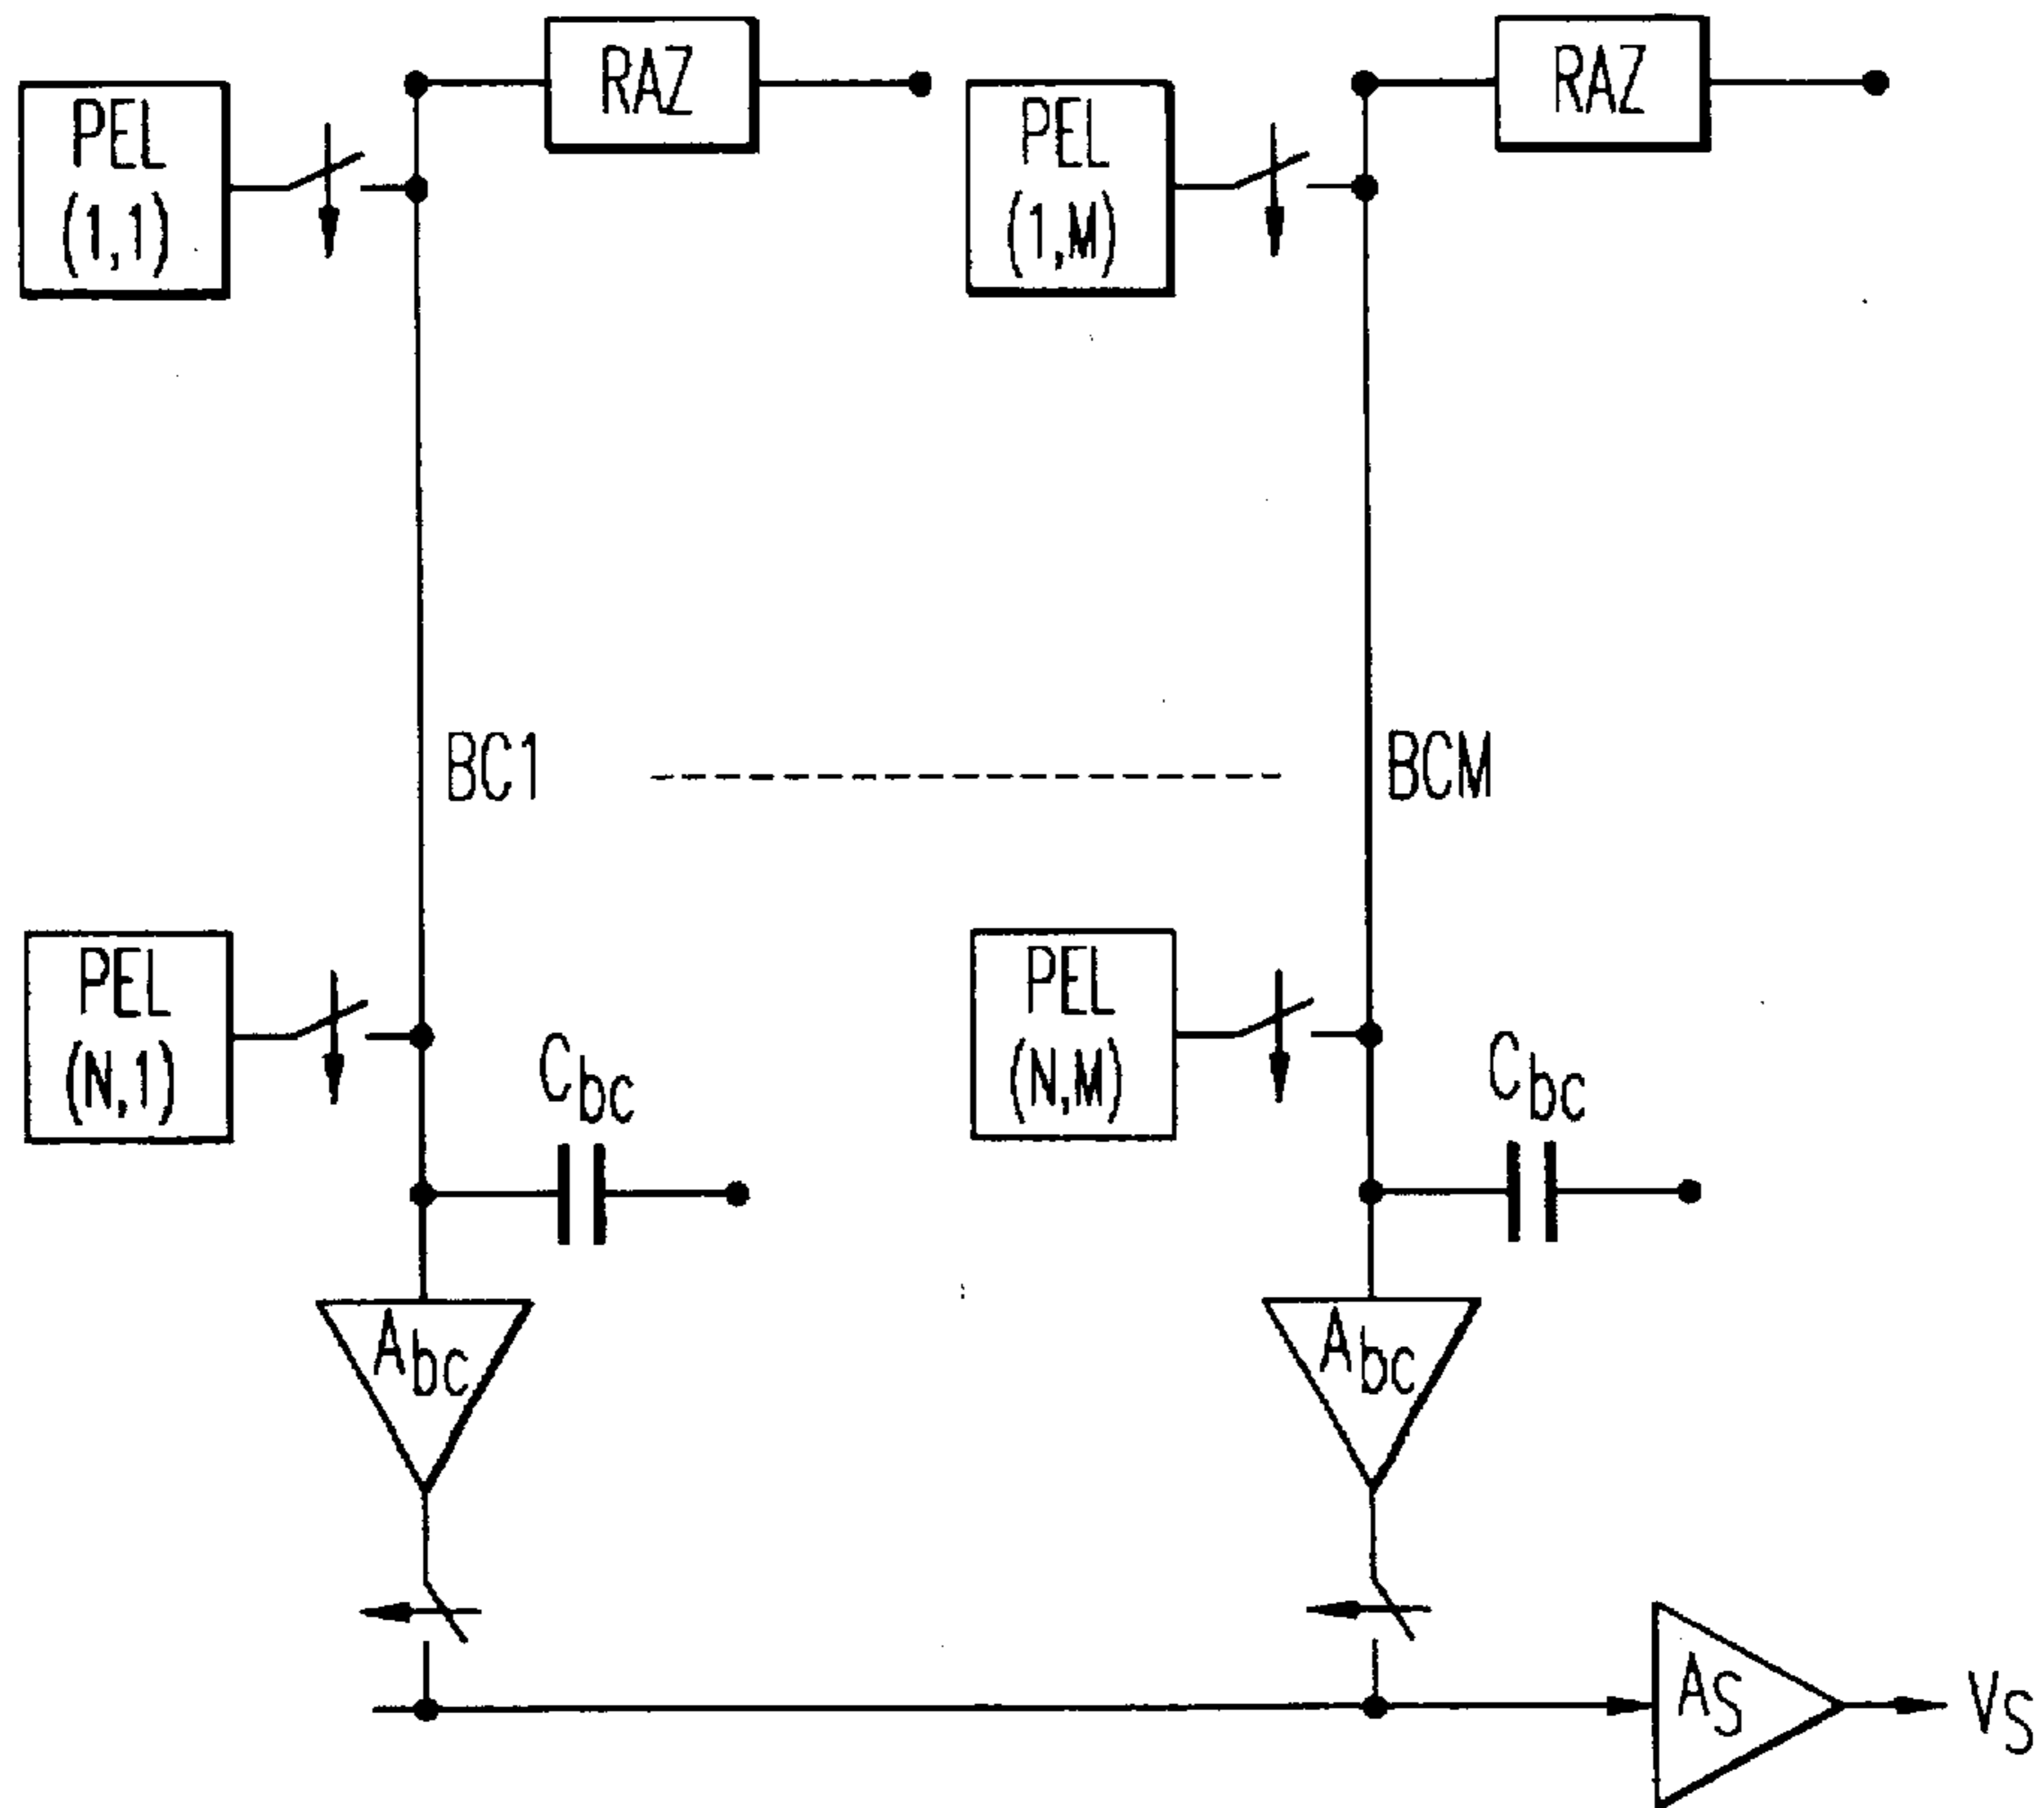 RAZ
RAZ
PEL
(1,1)
PEL
(1,M)
BC1
BCM
PEL
(N,1)
PEL
(N,M)
Cbc
Cbc
Abc
Abc
AS
VS